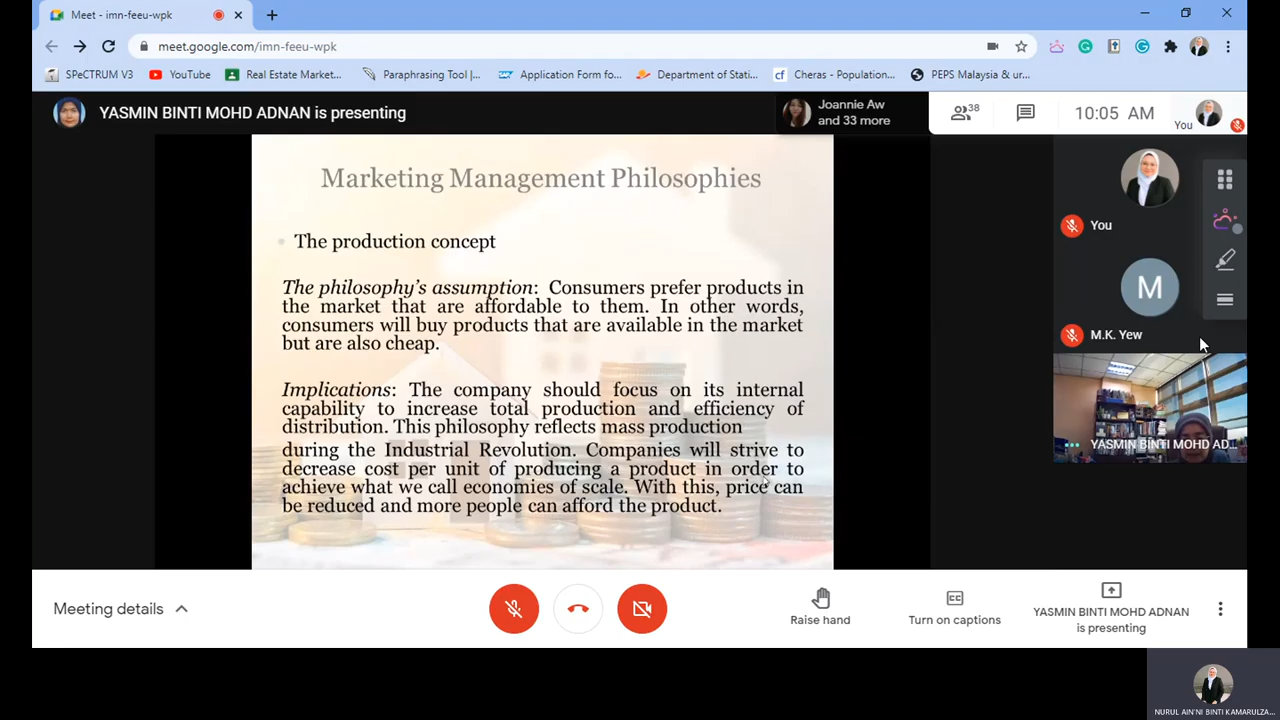 Meet - imn-feeu-wpk
meet.google.com/imn-feeu-wpk
SPeCTRUM V3
YouTube
Real Estate Market...
Paraphrasing Tool |...
Application Form fo...
Department of Stati...
Cheras - Population...
PEPS Malaysia & ur...
YASMIN BINTI MOHD ADNAN is presenting
Joannie Aw
and 33 more
38
10:05 AM
You
Marketing Management Philosophies
The production concept
The philosophy's assumption: Consumers prefer products in
the market that are affordable to them. In other words,
consumers will buy products that are available in the market
but are also cheap.
Implications: The company should focus on its internal
capability to increase total production and efficiency of
distribution. This philosophy reflects mass production
during the Industrial Revolution. Companies will strive to
decrease cost per unit of producing a product in order to
achieve what we call economies of scale. With this, price can
be reduced and more people can afford the product.
You
M
M.K. Yew
YASMIN BINTI MOHD AD...
Meeting details
Raise hand
CC
Turn on captions
YASMIN BINTI MOHD ADNAN
is presenting
NURUL AIN'NI BINTI KAMARULZA...